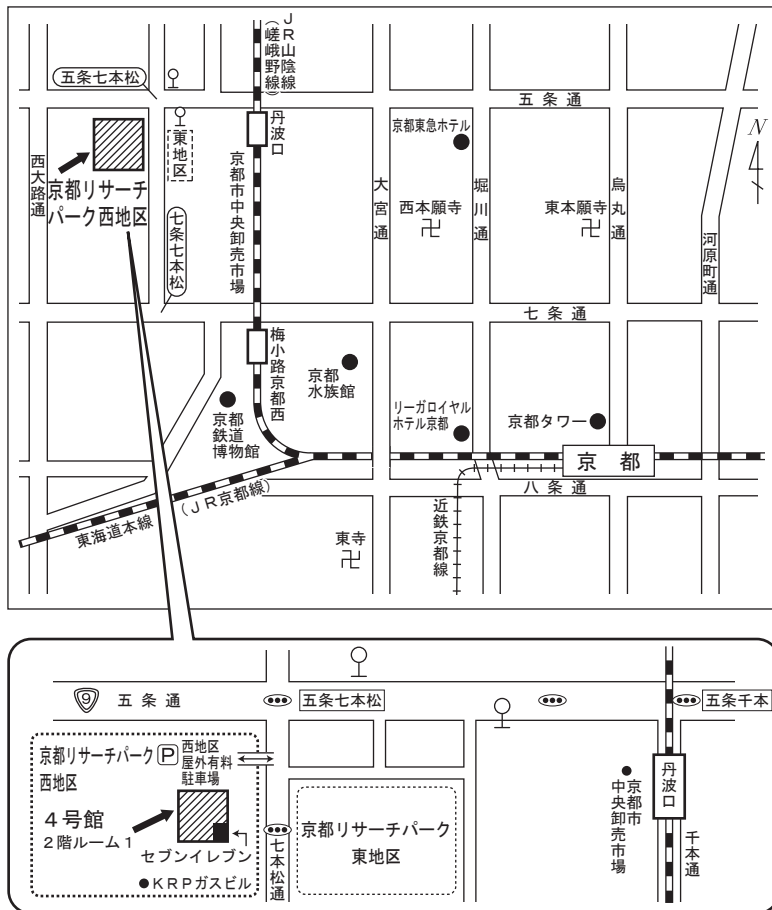 JR山陰線
（嵯峨野線）
五条七本松
五条通
丹波口
京都東急ホテル
N
東地区
西大路通
京都リサーチ
パーク西地区
京都市中央卸売市場
大宮通
西本願寺
卍
堀川通
東本願寺
卍
烏丸通
河原町通
七条七本松
七条通
梅小路京都西
京都
水族館
京都
鉄道
博物館
リーガロイヤル
ホテル京都
京都タワー
京都
八条通
東海道本線
（JR京都線）
東寺
卍
近鉄京都線
9
五条通
五条七本松
五条千本
京都リサーチパーク
西地区
P
西地区
屋外有料
駐車場
4号館
2階ルーム1
セブンイレブン
KRPガスビル
七本松通
京都リサーチパーク
東地区
京都市
中央卸売市場
丹波口
千本通